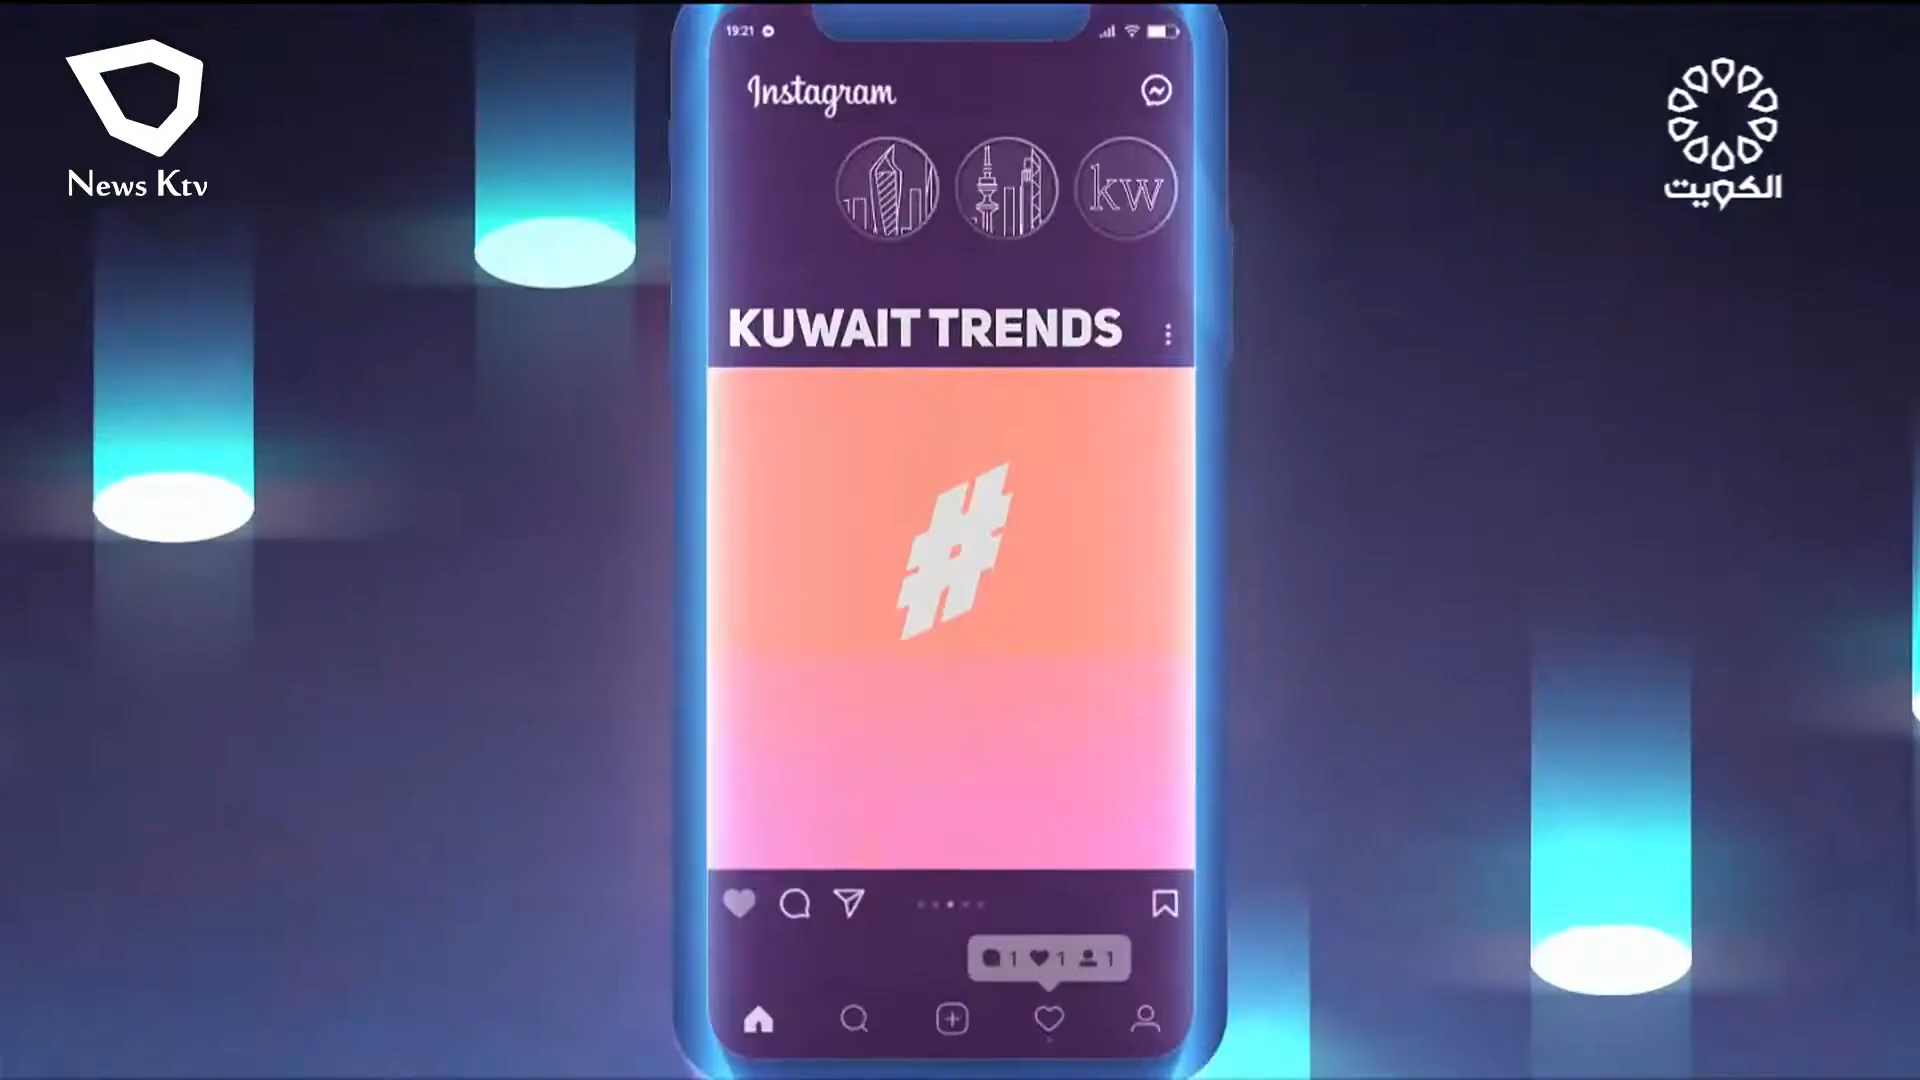 19:21
Instagram
News Ktv
الكويت
kw
KUWAIT TRENDS
#
1 1 1